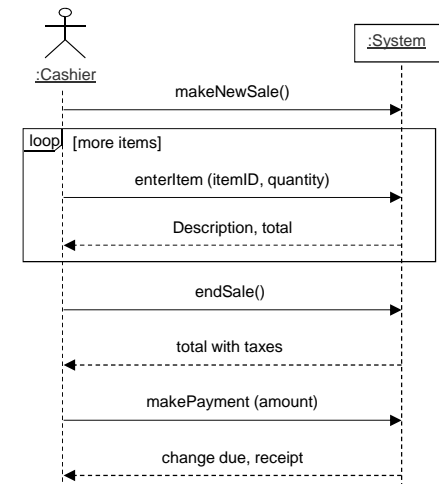 :System
:Cashier
makeNewSale()
loop [more items]
enterItem (itemID, quantity)
Description, total
endSale()
total with taxes
makePayment (amount)
change due, receipt